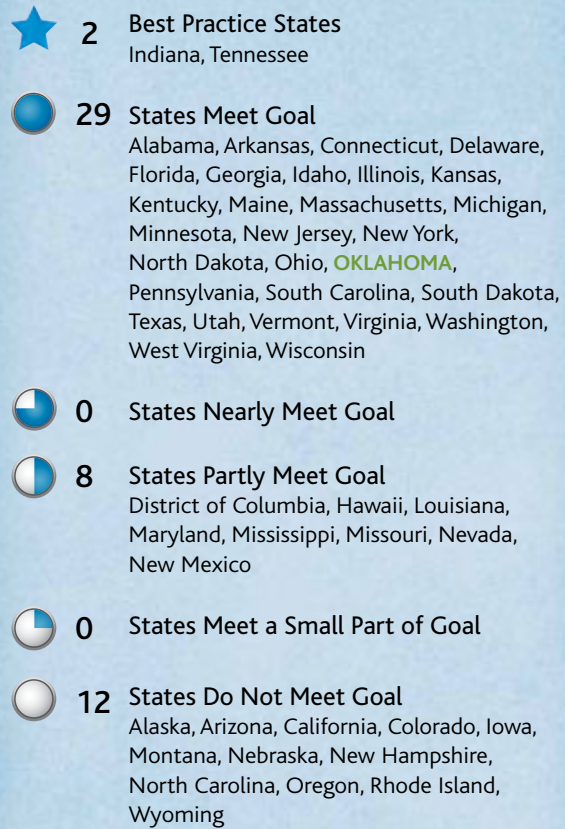 2 Best Practice States
Indiana, Tennessee
29 States Meet Goal
Alabama, Arkansas, Connecticut, Delaware,
Florida, Georgia, Idaho, Illinois, Kansas,
Kentucky, Maine, Massachusetts, Michigan,
Minnesota, New Jersey, New York,
North Dakota, Ohio, OKLAHOMA,
Pennsylvania, South Carolina, South Dakota,
Texas, Utah, Vermont, Virginia, Washington,
West Virginia, Wisconsin
0 States Nearly Meet Goal
8 States Partly Meet Goal
District of Columbia, Hawaii, Louisiana,
Maryland, Mississippi, Missouri, Nevada,
New Mexico
0 States Meet a Small Part of Goal
12 States Do Not Meet Goal
Alaska, Arizona, California, Colorado, Iowa,
Montana, Nebraska, New Hampshire,
North Carolina, Oregon, Rhode Island,
Wyoming